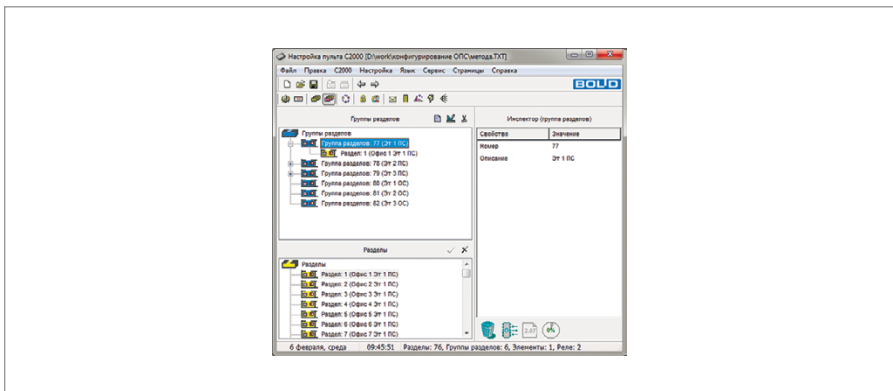 Настройка пульта С2000 [D:\work\конфигурирование ОПС\метода.TXT]
Файл Правка С2000 Настройка Язык Сервис Страницы Справка
BOLID
Группы разделов
Группы разделов
Группа разделов: 77 (Эт 1 ПС)
Раздел: 1 (Офис 1 Эт 1 ПС)
Группа разделов: 78 (Эт 2 ПС)
Группа разделов: 79 (Эт 3 ПС)
Группа разделов: 80 (Эт 1 ОС)
Группа разделов: 81 (Эт 2 ОС)
Группа разделов: 82 (Эт 3 ОС)
Инспектор (группа разделов)
Свойство Значение
Номер 77
Описание Эт 1 ПС
Разделы
Разделы
Раздел: 1 (Офис 1 Эт 1 ПС)
Раздел: 2 (Офис 2 Эт 1 ПС)
Раздел: 3 (Офис 3 Эт 1 ПС)
Раздел: 4 (Офис 4 Эт 1 ПС)
Раздел: 5 (Офис 5 Эт 1 ПС)
Раздел: 6 (Офис 6 Эт 1 ПС)
Раздел: 7 (Офис 7 Эт 1 ПС)
2.07
6 февраля, среда 09:45:51 Разделы: 76, Группы разделов: 6, Элементы: 1, Реле: 2